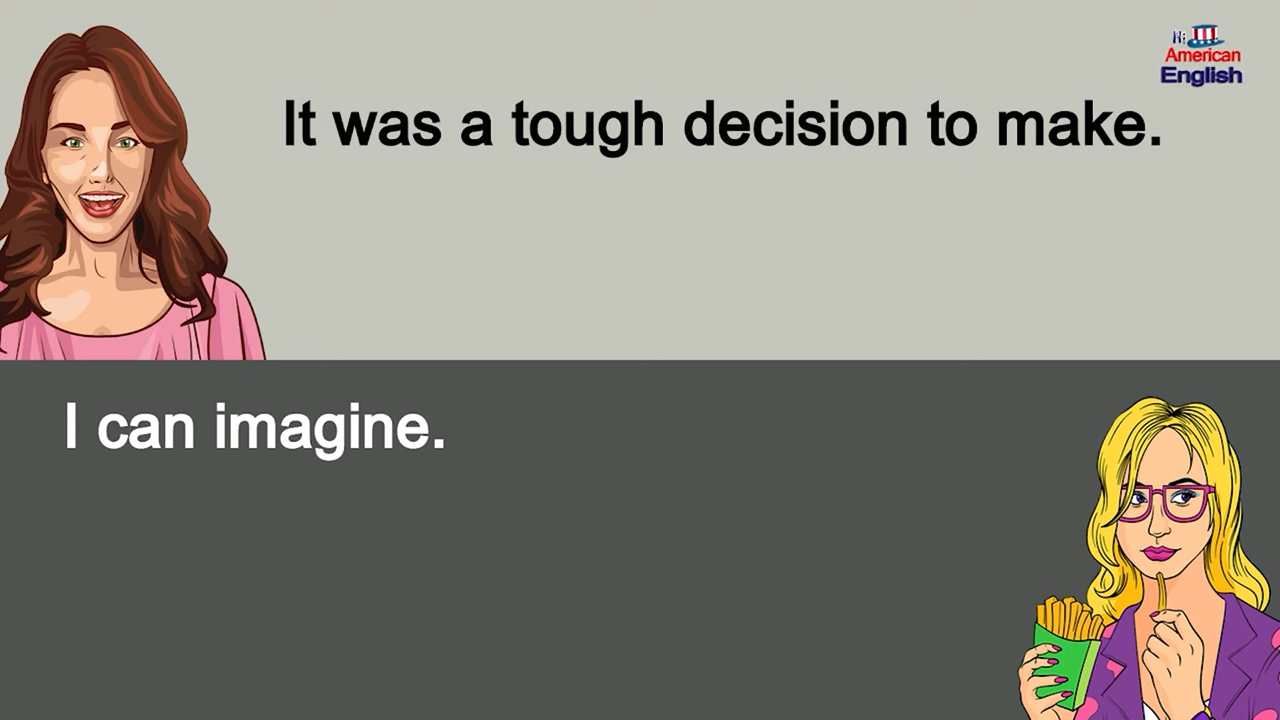 Hi
American
English
It was a tough decision to make.
I can imagine.